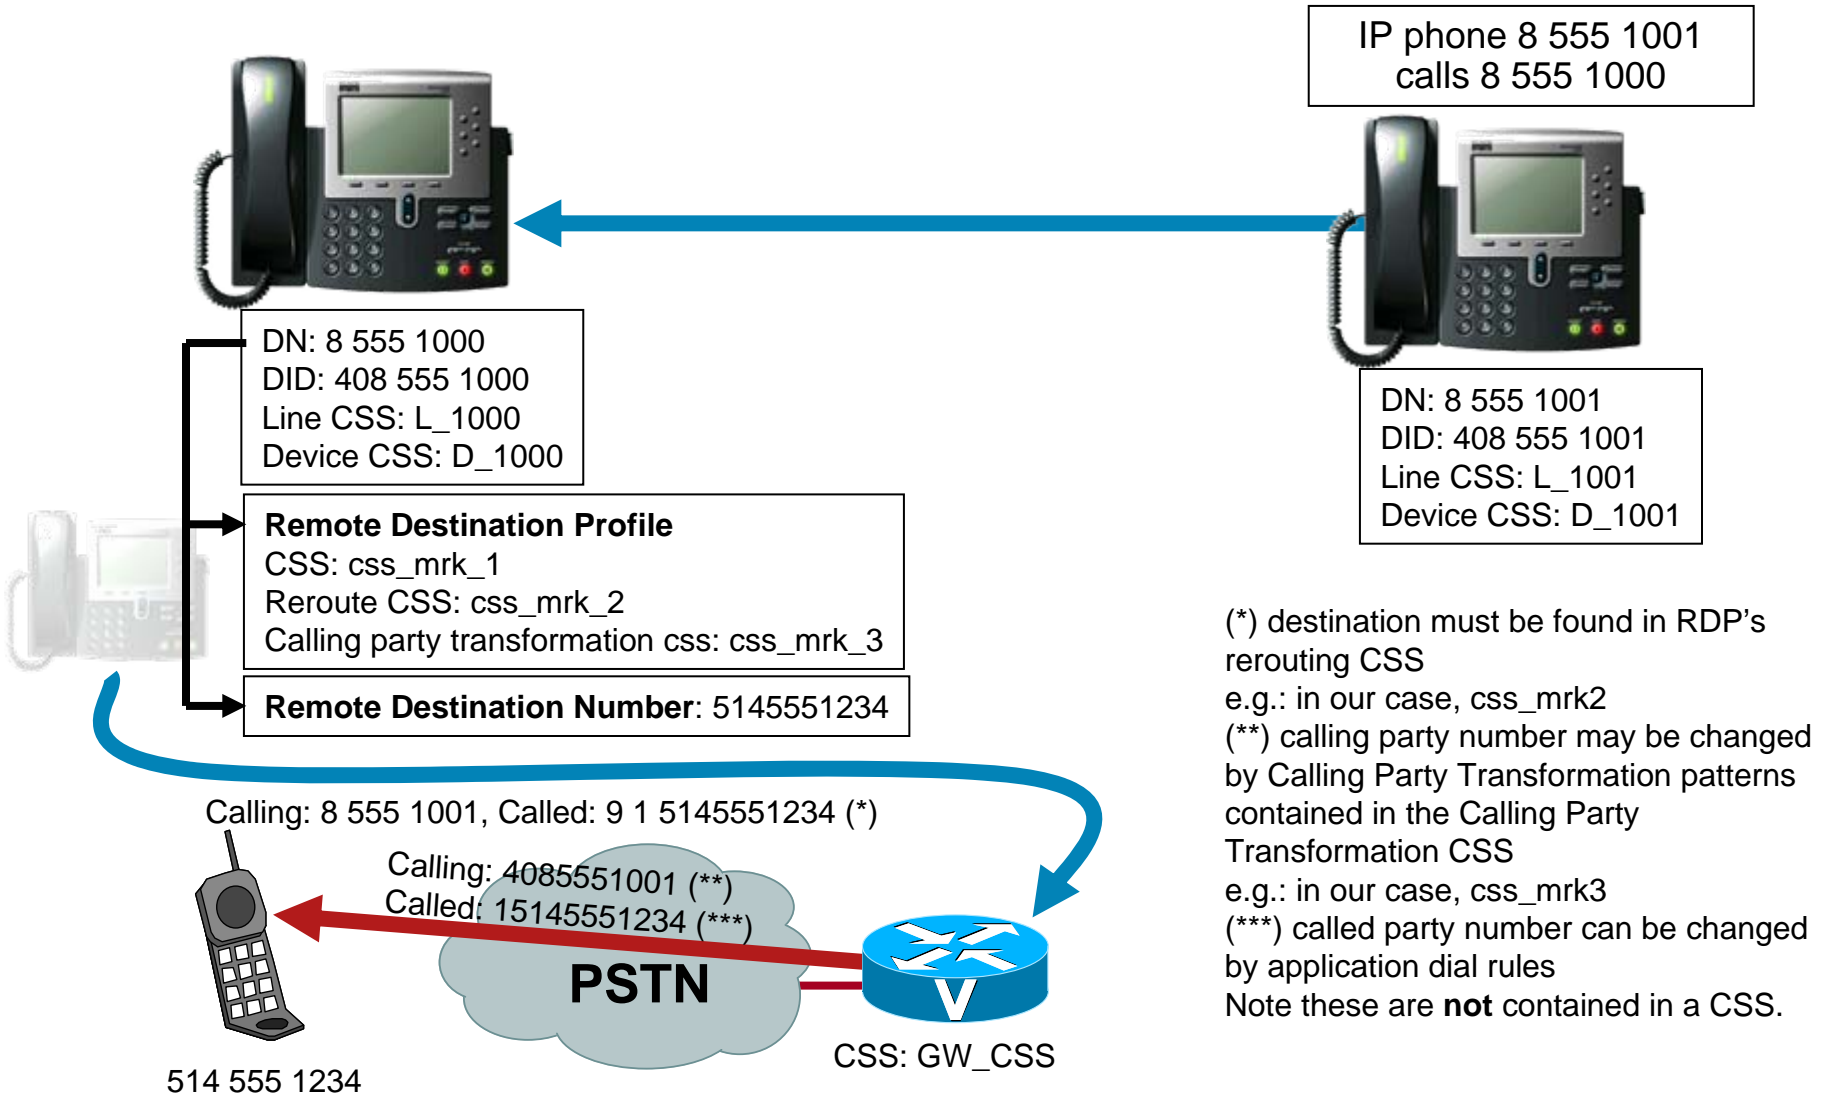 IP phone 8 555 1001
calls 8 555 1000
DN: 8 555 1000
DID: 408 555 1000
Line CSS: L_1000
Device CSS: D_1000
DN: 8 555 1001
DID: 408 555 1001
Line CSS: L_1001
Device CSS: D_1001
Remote Destination Profile
CSS: css_mrk_1
Reroute CSS: css_mrk_2
Calling party transformation css: css_mrk_3
Remote Destination Number: 5145551234
Calling: 8 555 1001, Called: 9 1 5145551234 (*)
Calling: 4085551001 (**)
Called: 15145551234 (***)
PSTN
V
CSS: GW_CSS
514 555 1234
(*) destination must be found in RDP's
rerouting CSS
e.g.: in our case, css_mrk2
(**) calling party number may be changed
by Calling Party Transformation patterns
contained in the Calling Party
Transformation CSS
e.g.: in our case, css_mrk3
(***) called party number can be changed
by application dial rules
Note these are not contained in a CSS.